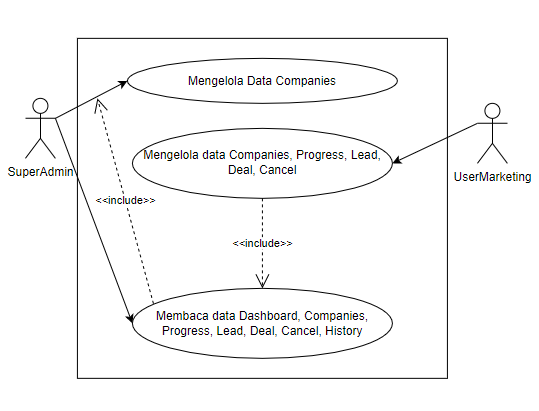 Mengelola Data Companies
Mengelola data Companies, Progress, Lead,
Deal, Cancel
SuperAdmin
UserMarketing
<<include>>
<<include>>
Membaca data Dashboard, Companies,
Progress, Lead, Deal, Cancel, History